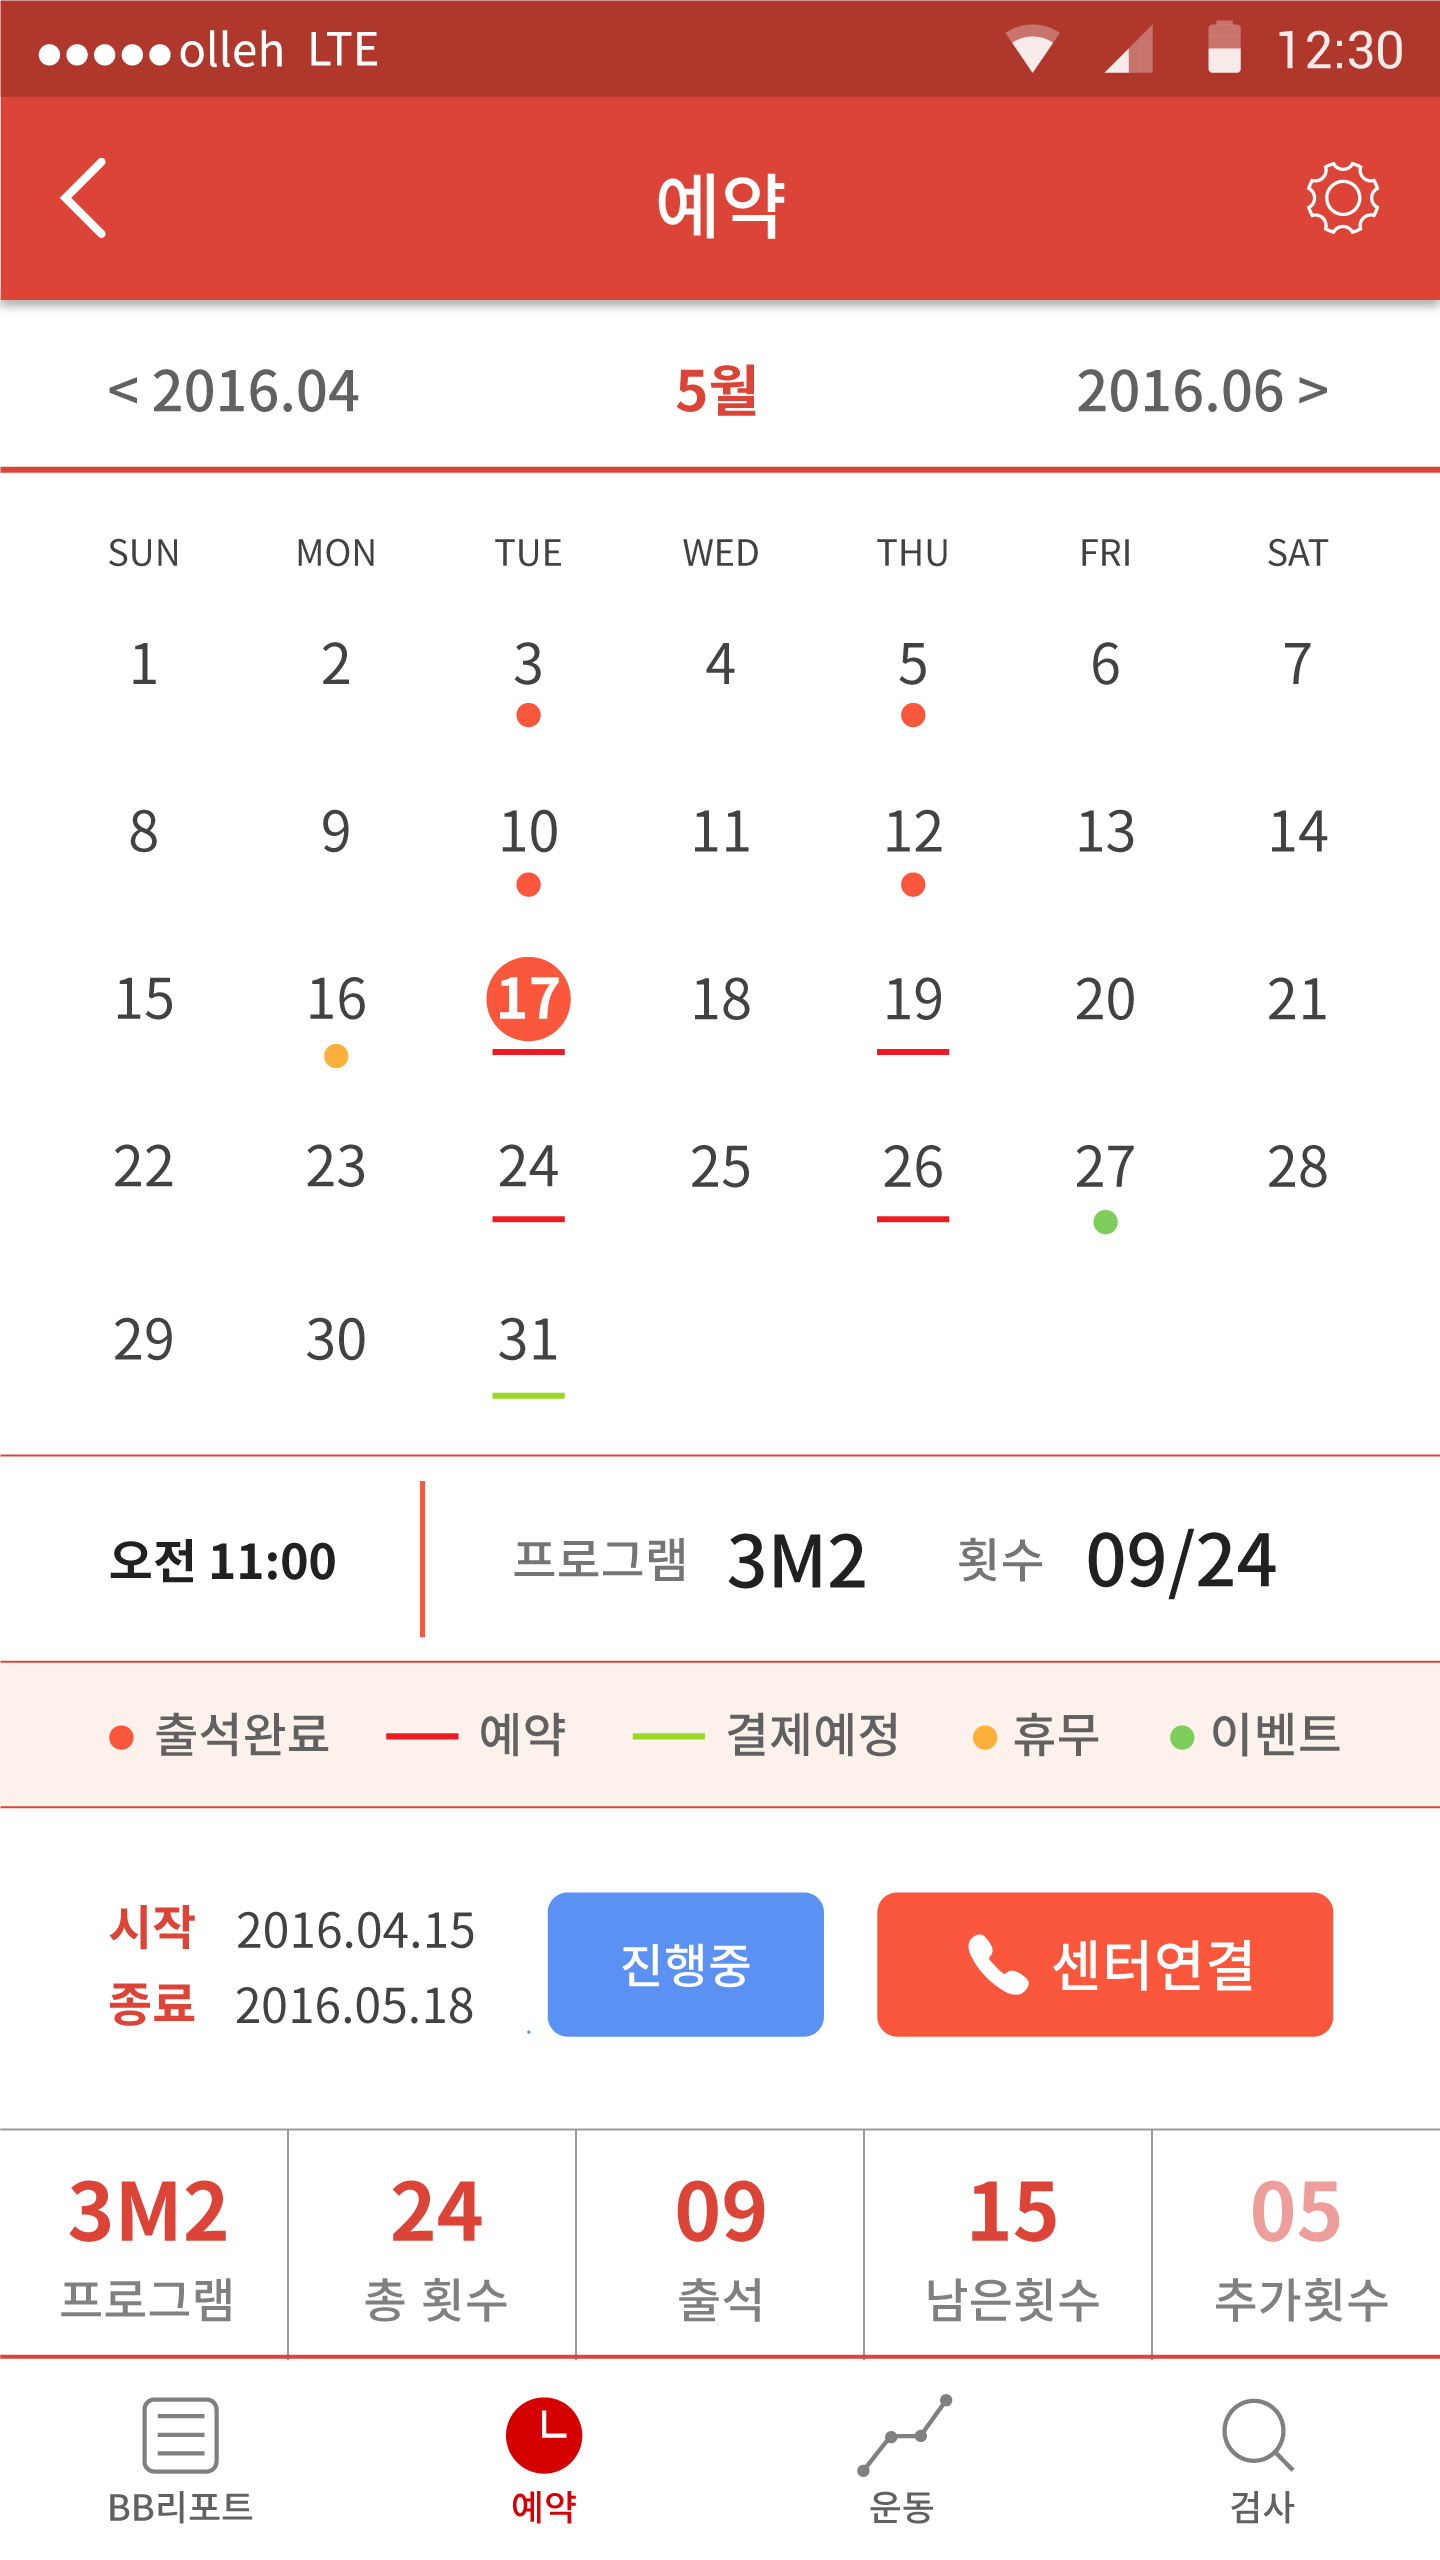 olleh LTE 12:30
예약
< 2016.04 5월 2016.06 >
SUN MON TUE WED THU FRI SAT
1 2 3 4 5 6 7
8 9 10 11 12 13 14
15 16 17 18 19 20 21
22 23 24 25 26 27 28
29 30 31
오전 11:00 프로그램 3M2 횟수 09/24
출석완료 예약 결제예정 휴무 이벤트
시작 2016.04.15
종료 2016.05.18
진행중 센터연결
3M2 24 09 15 05
프로그램 총 횟수 출석 남은횟수 추가횟수
BB리포트 예약 운동 검사